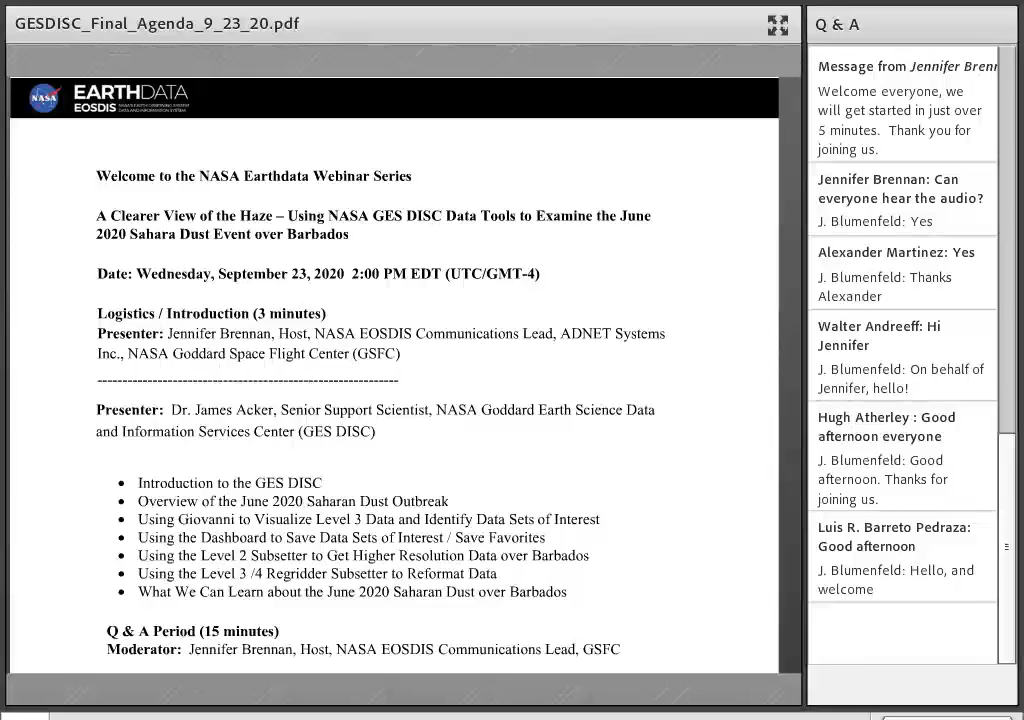 GESDISC_Final_Agenda_9_23_20.pdf
NASA
EARTHDATA
EOSDIS NASA'S EARTH OBSERVING SYSTEM
DATA AND INFORMATION SYSTEM
Welcome to the NASA Earthdata Webinar Series
A Clearer View of the Haze – Using NASA GES DISC Data Tools to Examine the June
2020 Sahara Dust Event over Barbados
Date: Wednesday, September 23, 2020  2:00 PM EDT (UTC/GMT-4)
Logistics / Introduction (3 minutes)
Presenter: Jennifer Brennan, Host, NASA EOSDIS Communications Lead, ADNET Systems
Inc., NASA Goddard Space Flight Center (GSFC)
------------------------------------------------------------
Presenter:  Dr. James Acker, Senior Support Scientist, NASA Goddard Earth Science Data
and Information Services Center (GES DISC)
• Introduction to the GES DISC
• Overview of the June 2020 Saharan Dust Outbreak
• Using Giovanni to Visualize Level 3 Data and Identify Data Sets of Interest
• Using the Dashboard to Save Data Sets of Interest / Save Favorites
• Using the Level 2 Subsetter to Get Higher Resolution Data over Barbados
• Using the Level 3 /4 Regridder Subsetter to Reformat Data
• What We Can Learn about the June 2020 Saharan Dust over Barbados
Q & A Period (15 minutes)
Moderator:  Jennifer Brennan, Host, NASA EOSDIS Communications Lead, GSFC
Q & A
Message from Jennifer Brenn
Welcome everyone, we
will get started in just over
5 minutes.  Thank you for
joining us.
Jennifer Brennan: Can
everyone hear the audio?
J. Blumenfeld: Yes
Alexander Martinez: Yes
J. Blumenfeld: Thanks
Alexander
Walter Andreeff: Hi
Jennifer
J. Blumenfeld: On behalf of
Jennifer, hello!
Hugh Atherley : Good
afternoon everyone
J. Blumenfeld: Good
afternoon. Thanks for
joining us.
Luis R. Barreto Pedraza:
Good afternoon
J. Blumenfeld: Hello, and
welcome